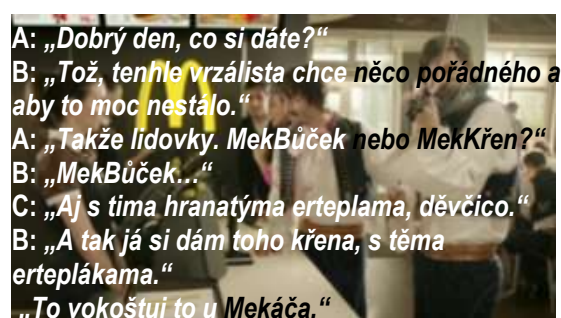 A: „Dobrý den, co si dáte?“
B: „Tož, tenhle vrzálista chce něco pořádného a
aby to moc nestálo.“
A: „Takže lidovky. MekBůček nebo MekKřen?“
B: „MekBůček…“
C: „Aj s tima hranatýma erteplama, děvčico.“
B: „A tak já si dám toho křena, s těma
erteplákama.“
„To vokoštuj to u Mekáča.“